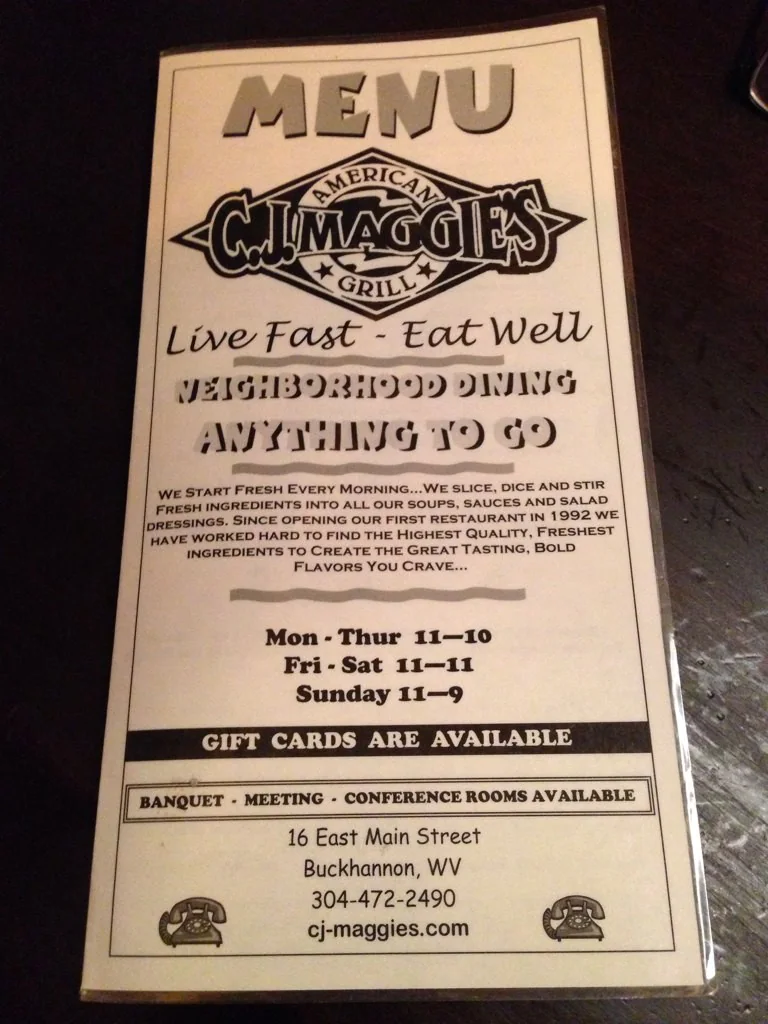 MENU
AMERICAN
C.J. MAGGIE'S
GRILL
Live Fast - Eat Well
NEIGHBORHOOD DINING
ANYTHING TO GO
WE START FRESH EVERY MORNING...WE SLICE, DICE AND STIR
FRESH INGREDIENTS INTO ALL OUR SOUPS, SAUCES AND SALAD
DRESSINGS. SINCE OPENING OUR FIRST RESTAURANT IN 1992 WE
HAVE WORKED HARD TO FIND THE HIGHEST QUALITY, FRESHEST
INGREDIENTS TO CREATE THE GREAT TASTING, BOLD
FLAVORS YOU CRAVE...
Mon - Thur 11—10
Fri - Sat 11—11
Sunday 11—9
GIFT CARDS ARE AVAILABLE
BANQUET - MEETING - CONFERENCE ROOMS AVAILABLE
16 East Main Street
Buckhannon, WV
304-472-2490
cj-maggies.com